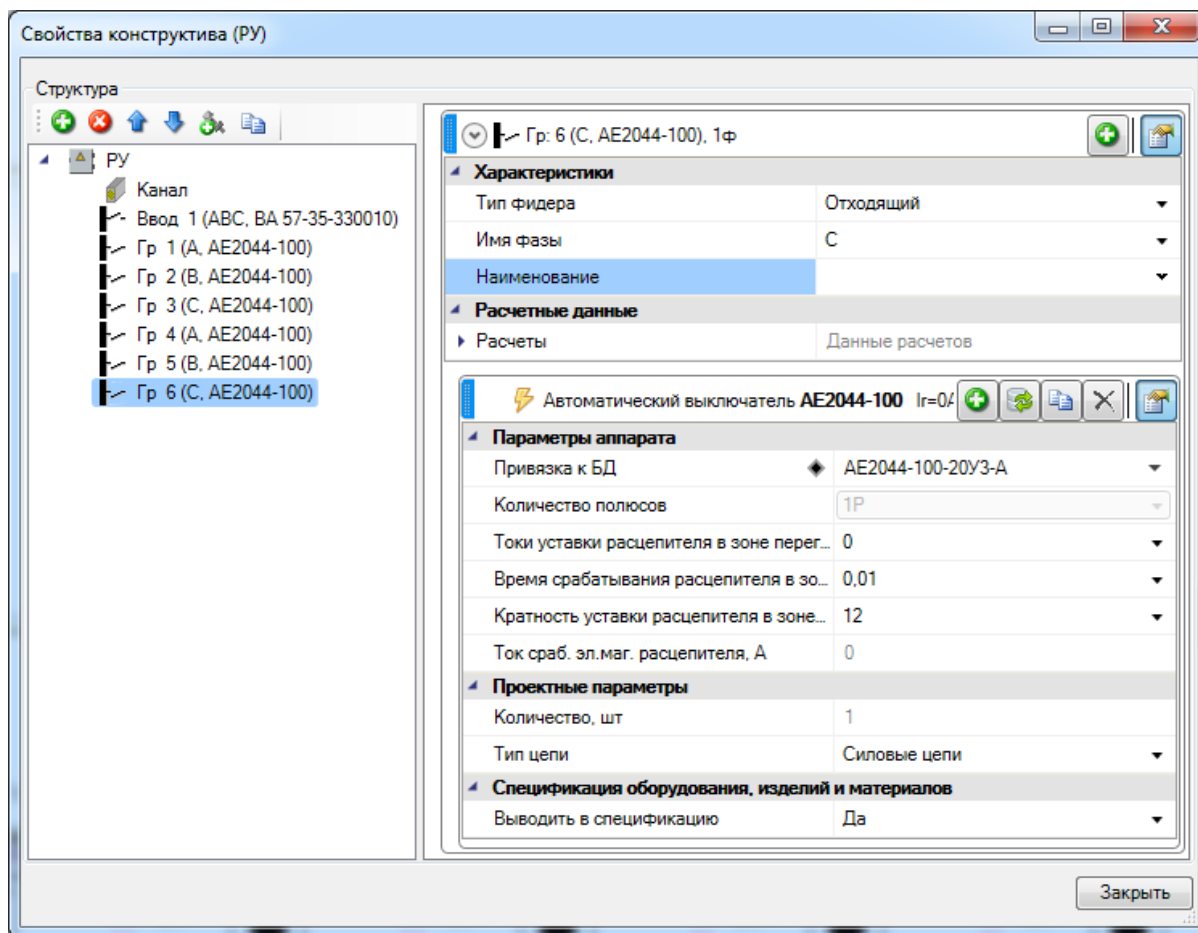 Свойства конструктива (РУ)
Структура
РУ
Канал
Ввод 1 (ABC, ВА 57-35-330010)
Гр 1 (A, AE2044-100)
Гр 2 (B, AE2044-100)
Гр 3 (C, AE2044-100)
Гр 4 (A, AE2044-100)
Гр 5 (B, AE2044-100)
Гр 6 (C, AE2044-100)
Гр: 6 (C, AE2044-100), 1ф
Характеристики
Тип фидера Отходящий
Имя фазы C
Наименование
Расчетные данные
Расчеты Данные расчетов
Автоматический выключатель AE2044-100 Ir=0А
Параметры аппарата
Привязка к БД AE2044-100-20У3-А
Количество полюсов 1P
Токи уставки расцепителя в зоне перег... 0
Время срабатывания расцепителя в зо... 0,01
Кратность уставки расцепителя в зоне... 12
Ток сраб. эл.маг. расцепителя, А 0
Проектные параметры
Количество, шт 1
Тип цепи Силовые цепи
Спецификация оборудования, изделий и материалов
Выводить в спецификацию Да
Закрыть